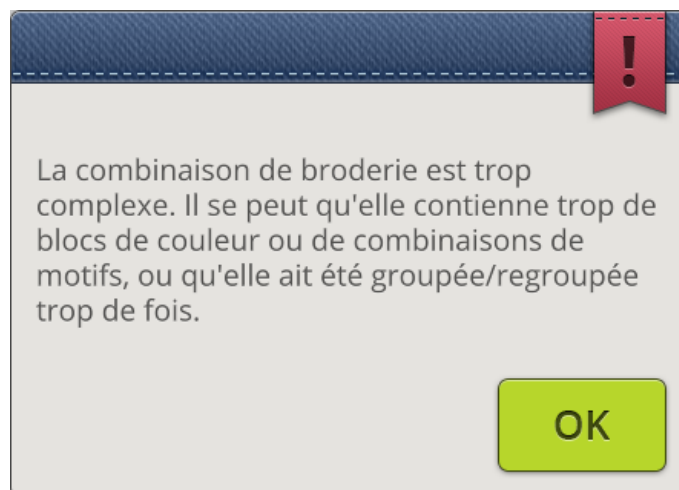 !
La combinaison de broderie est trop
complexe. Il se peut qu'elle contienne trop de
blocs de couleur ou de combinaisons de
motifs, ou qu'elle ait été groupée/regroupée
trop de fois.
OK